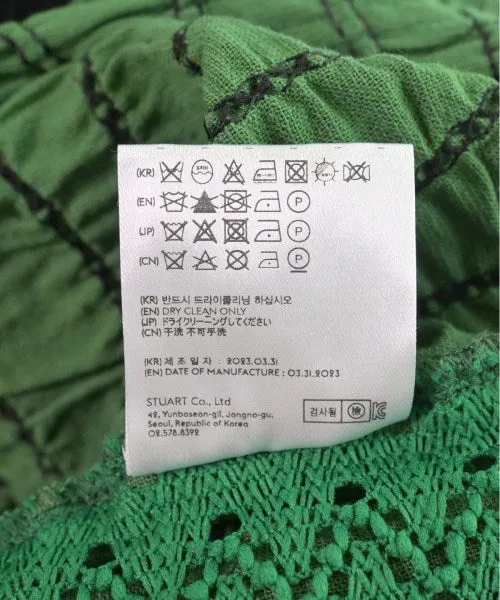 (KR)
(EN)
(JP)
(CN)
(KR) 반드시 드라이클리닝 하십시오
(EN) DRY CLEAN ONLY
(JP) ドライクリーニングしてください
(CN) 干洗 不可手洗
(KR) 제 조 일 자 : 2023.03.31
(EN) DATE OF MANUFACTURE : 03.31.2023
STUART Co., Ltd
42, Yunboseon-gil, Jongno-gu,
Seoul, Republic of Korea
02.578.8392
검사필 檢 KC